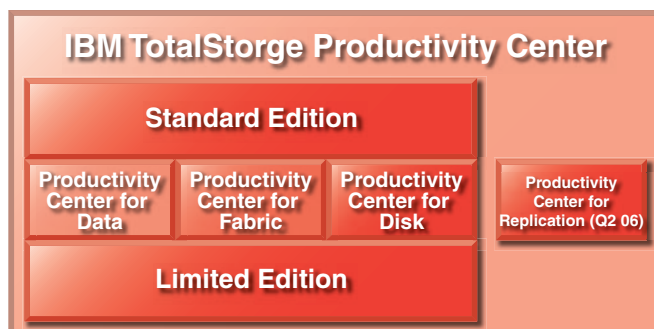 IBM TotalStorge Productivity Center
Standard Edition
Productivity
Center for
Data
Productivity
Center for
Fabric
Productivity
Center for
Disk
Productivity
Center for
Replication (Q2 06)
Limited Edition